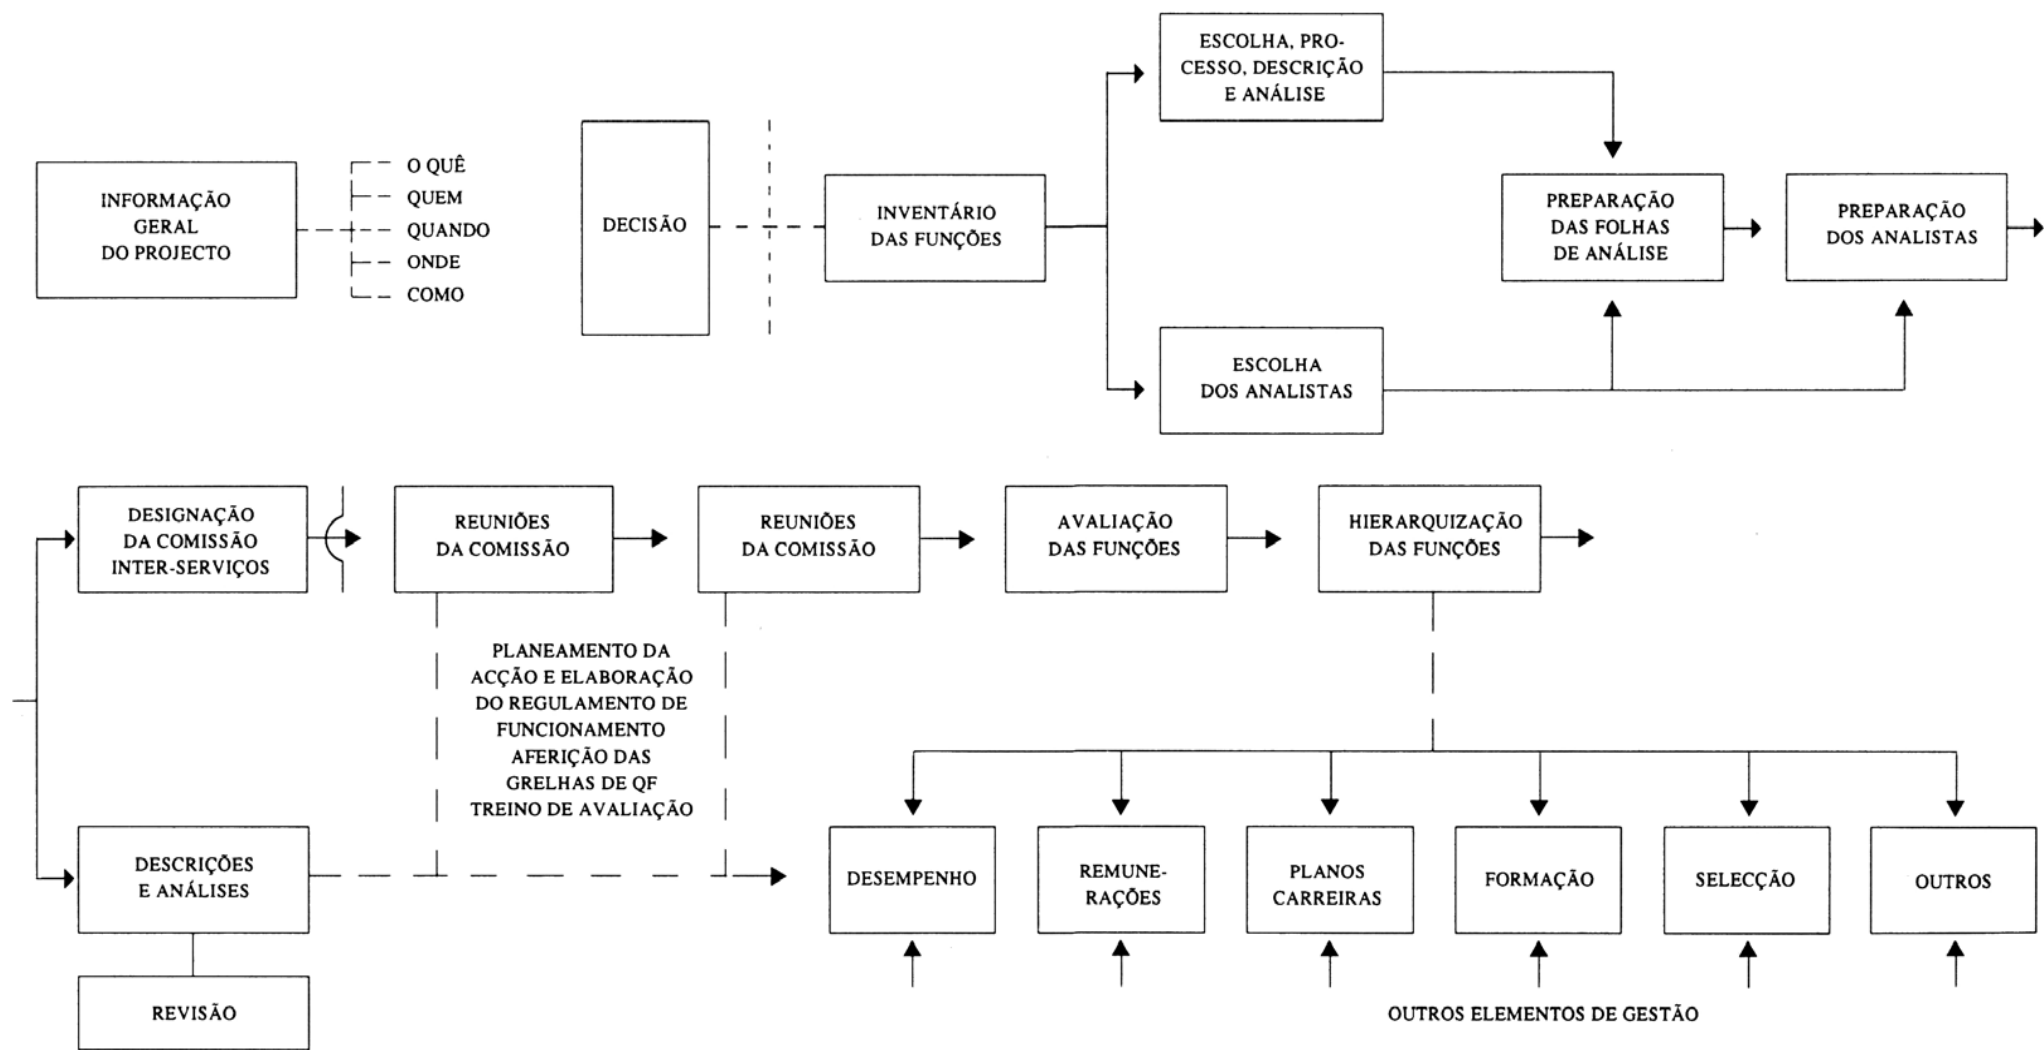 INFORMAÇÃO
GERAL
DO PROJECTO
O QUÊ
QUEM
QUANDO
ONDE
COMO
DECISÃO
INVENTÁRIO
DAS FUNÇÕES
ESCOLHA, PRO-
CESSO, DESCRIÇÃO
E ANÁLISE
ESCOLHA
DOS ANALISTAS
PREPARAÇÃO
DAS FOLHAS
DE ANÁLISE
PREPARAÇÃO
DOS ANALISTAS
DESIGNAÇÃO
DA COMISSÃO
INTER-SERVIÇOS
REUNIÕES
DA COMISSÃO
REUNIÕES
DA COMISSÃO
AVALIAÇÃO
DAS FUNÇÕES
HIERARQUIZAÇÃO
DAS FUNÇÕES
PLANEAMENTO DA
ACÇÃO E ELABORAÇÃO
DO REGULAMENTO DE
FUNCIONAMENTO
AFERIÇÃO DAS
GRELHAS DE QF
TREINO DE AVALIAÇÃO
DESCRIÇÕES
E ANÁLISES
REVISÃO
DESEMPENHO
REMUNE-
RAÇÕES
PLANOS
CARREIRAS
FORMAÇÃO
SELECÇÃO
OUTROS
OUTROS ELEMENTOS DE GESTÃO